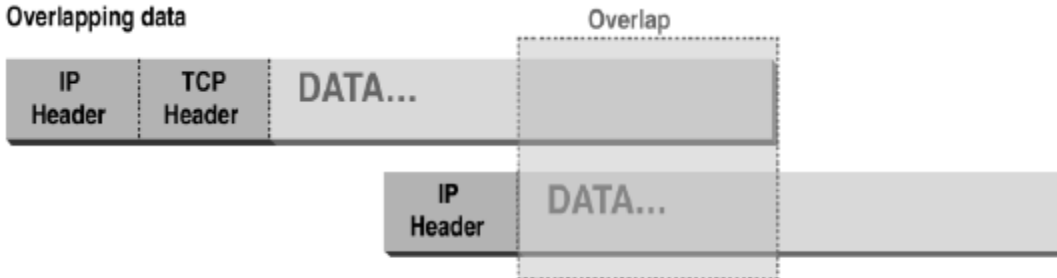 Overlapping data
Overlap
IP
Header
TCP
Header
DATA...
IP
Header
DATA...